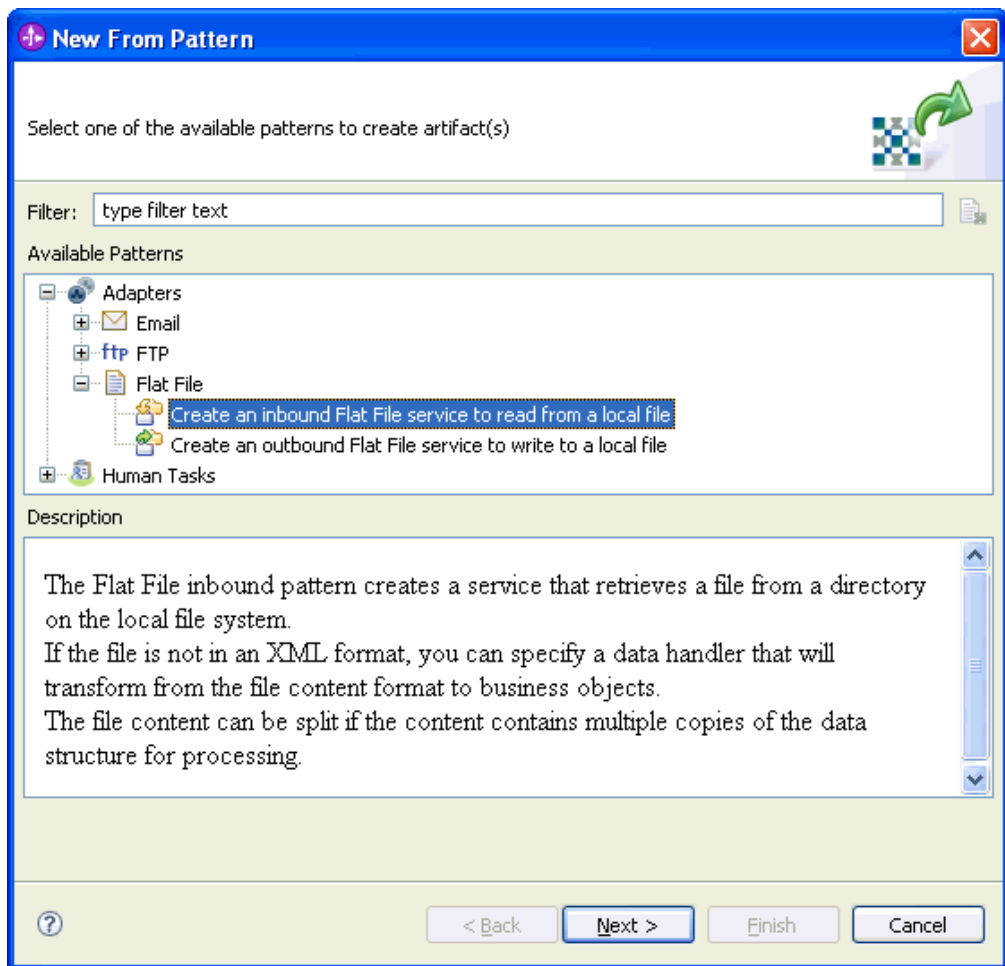 New From Pattern
Select one of the available patterns to create artifact(s)
Filter: type filter text
Available Patterns
Adapters
Email
ftp FTP
Flat File
Create an inbound Flat File service to read from a local file
Create an outbound Flat File service to write to a local file
Human Tasks
Description
The Flat File inbound pattern creates a service that retrieves a file from a directory
on the local file system.
If the file is not in an XML format, you can specify a data handler that will
transform from the file content format to business objects.
The file content can be split if the content contains multiple copies of the data
structure for processing.
? < Back Next > Finish Cancel